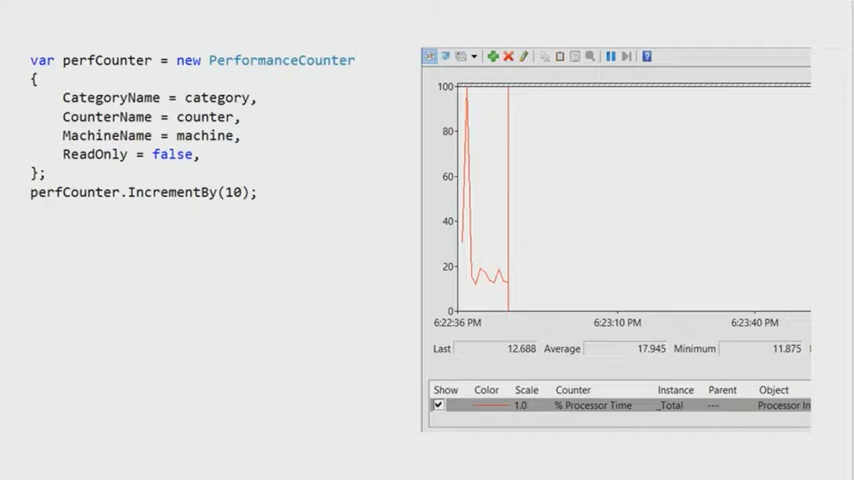 var perfCounter = new PerformanceCounter
{
CategoryName = category,
CounterName = counter,
MachineName = machine,
ReadOnly = false,
};
perfCounter.IncrementBy(10);
100
80
60
40
20
0
6:22:36 PM 6:23:10 PM 6:23:40 PM
Last 12.688 Average 17.945 Minimum 11.875
Show Color Scale Counter Instance Parent Object
1.0 % Processor Time _Total --- Processor In